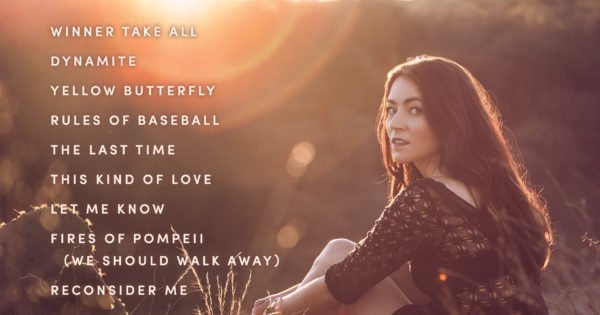 WINNER TAKE ALL
DYNAMITE
YELLOW BUTTERFLY
RULES OF BASEBALL
THE LAST TIME
THIS KIND OF LOVE
LET ME KNOW
FIRES OF POMPEII
(WE SHOULD WALK AWAY)
RECONSIDER ME